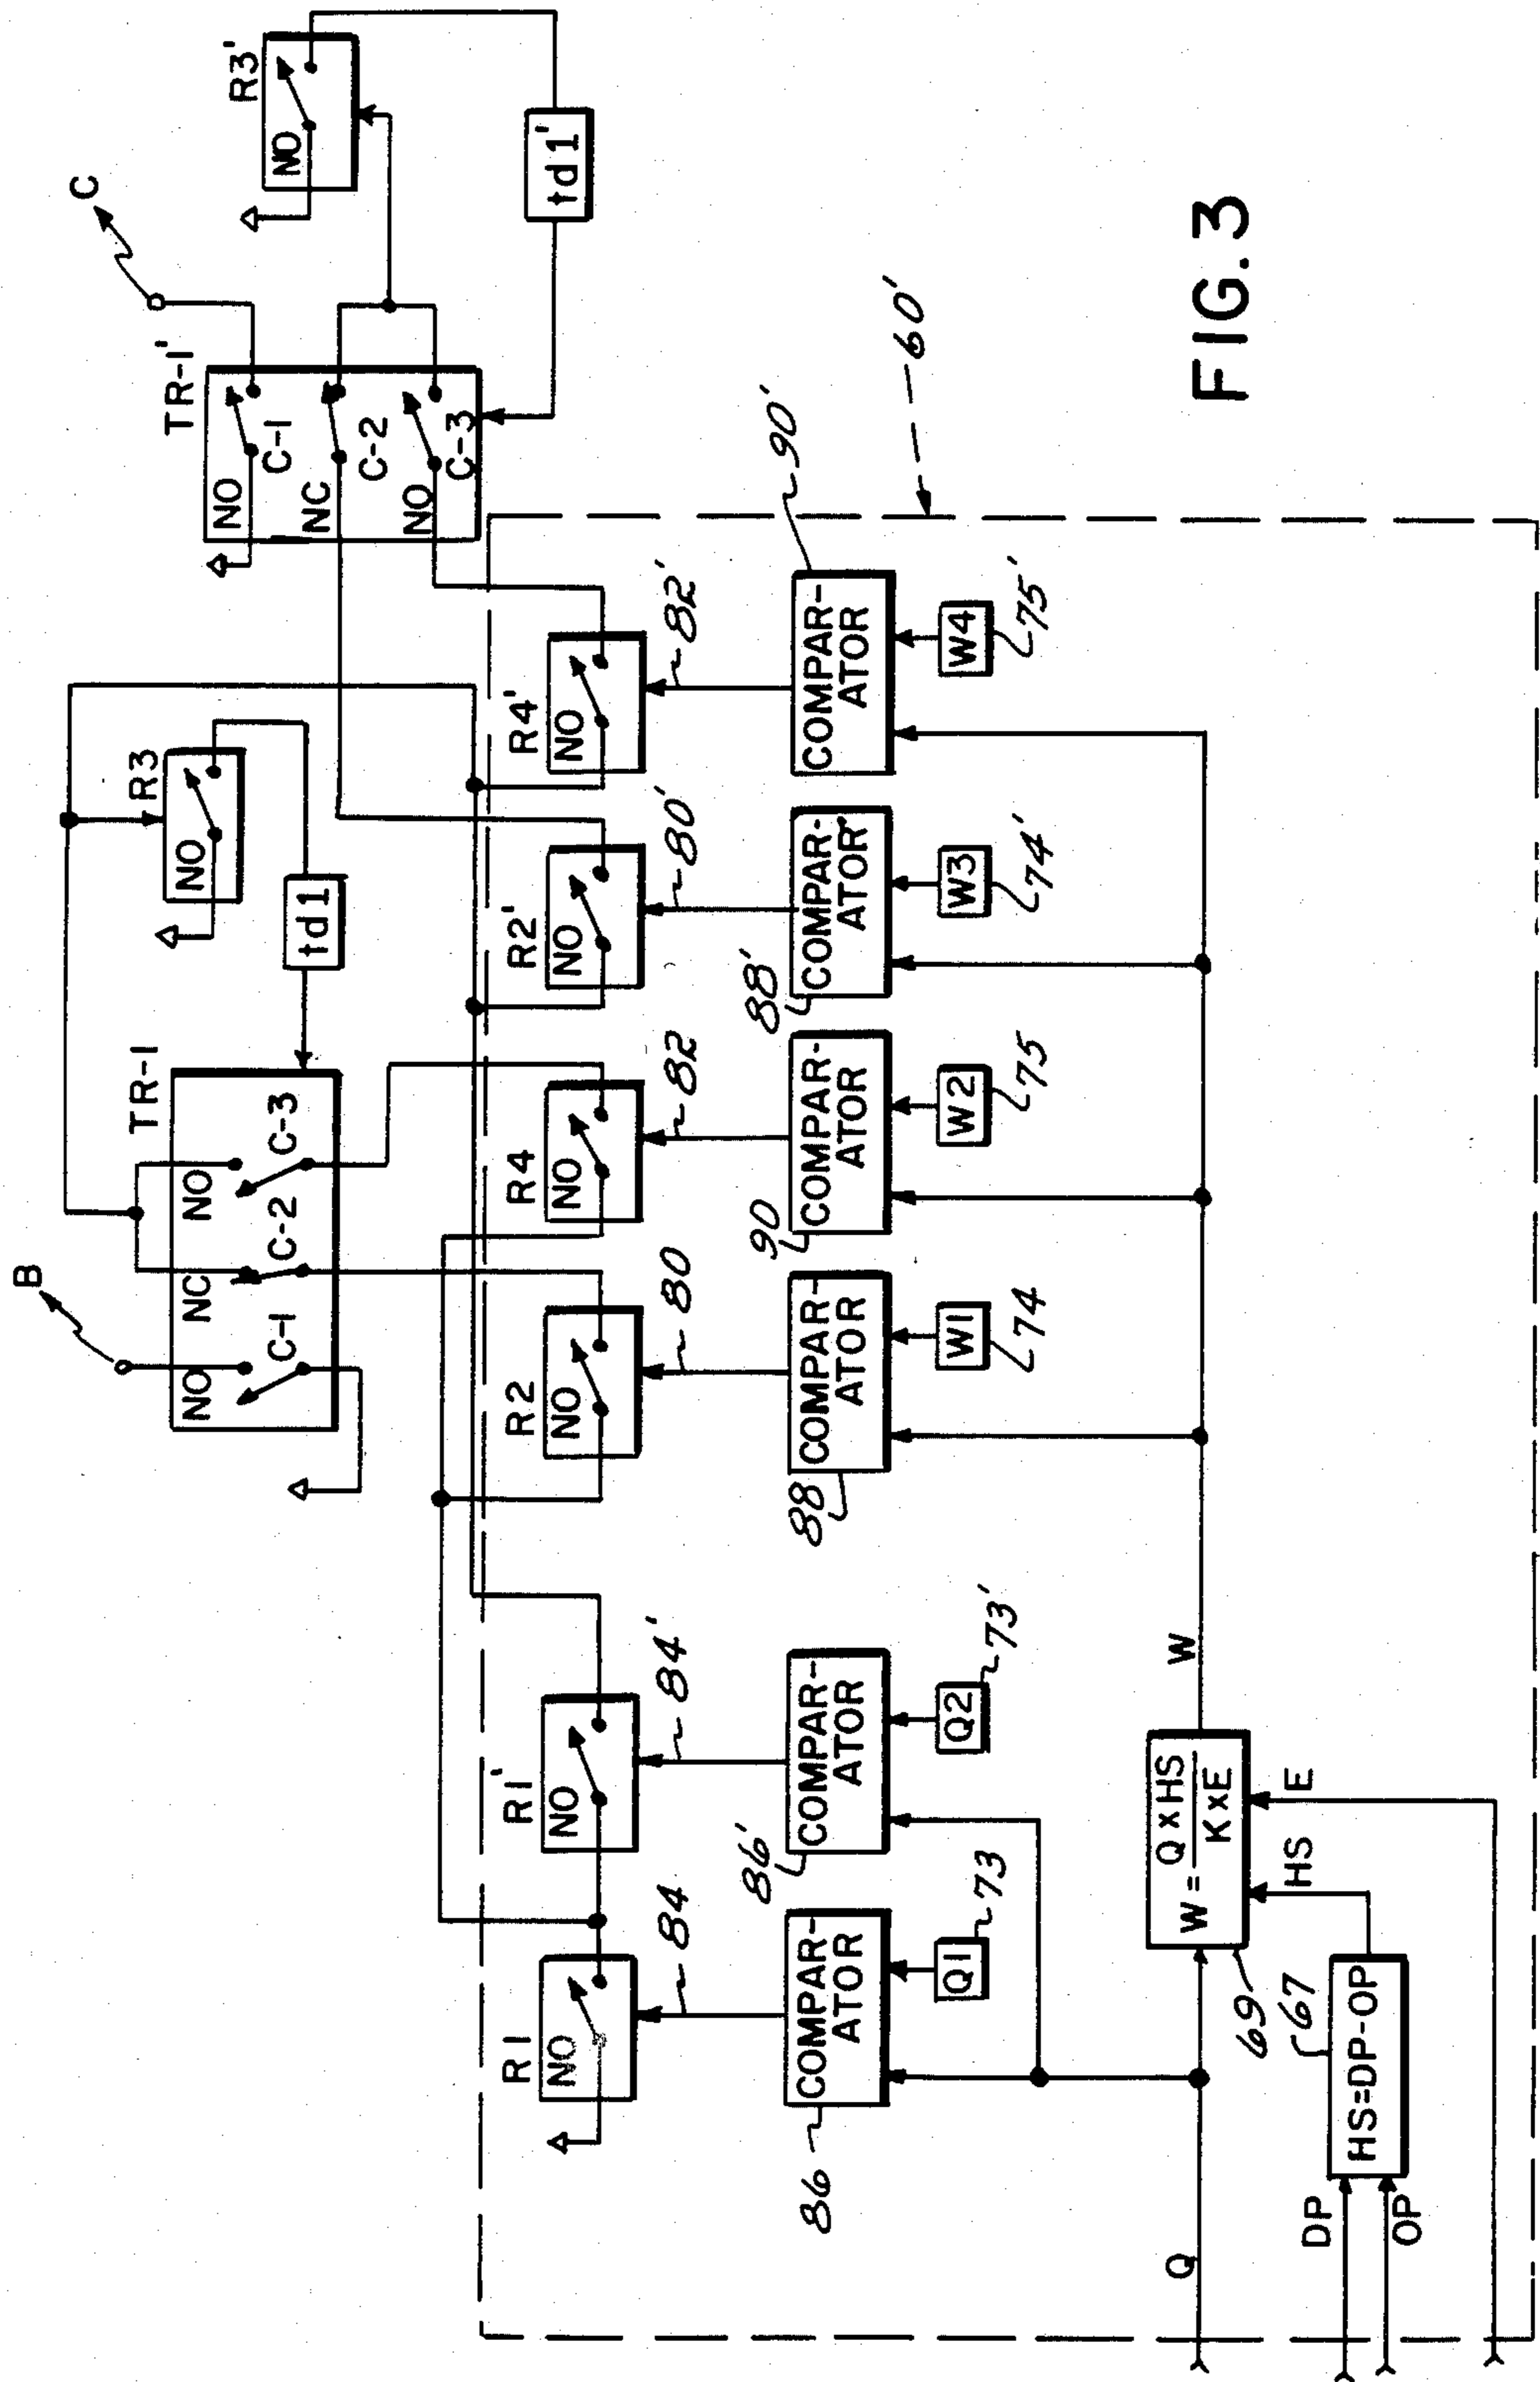 B
C
TR-1
NO
NC
NO
C-1
C-2
C-3
R3
NO
td1
TR-1'
NO
C-1
NC
C-2
NO
C-3
R3'
NO
td1'
R1
NO
R1'
NO
R2
NO
R4
NO
R2'
NO
R4'
NO
84
84'
80
82
80'
82'
60'
86
COMPAR-
ATOR
86'
COMPAR-
ATOR
88
COMPAR-
ATOR
90
COMPAR-
ATOR
88'
COMPAR-
ATOR
90'
COMPAR-
ATOR
Q1
73
Q2
73'
W1
74
W2
75
W3
74'
W4
75'
Q
W = Q x HS
K x E
W
69
HS
E
DP
OP
HS=DP-OP
67
FIG. 3